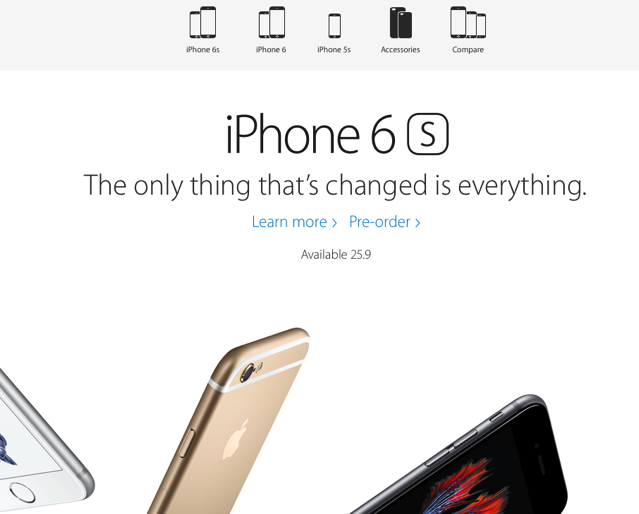 iPhone 6s
iPhone 6
iPhone 5s
Accessories
Compare
iPhone 6 S
The only thing that's changed is everything.
Learn more › Pre-order ›
Available 25.9